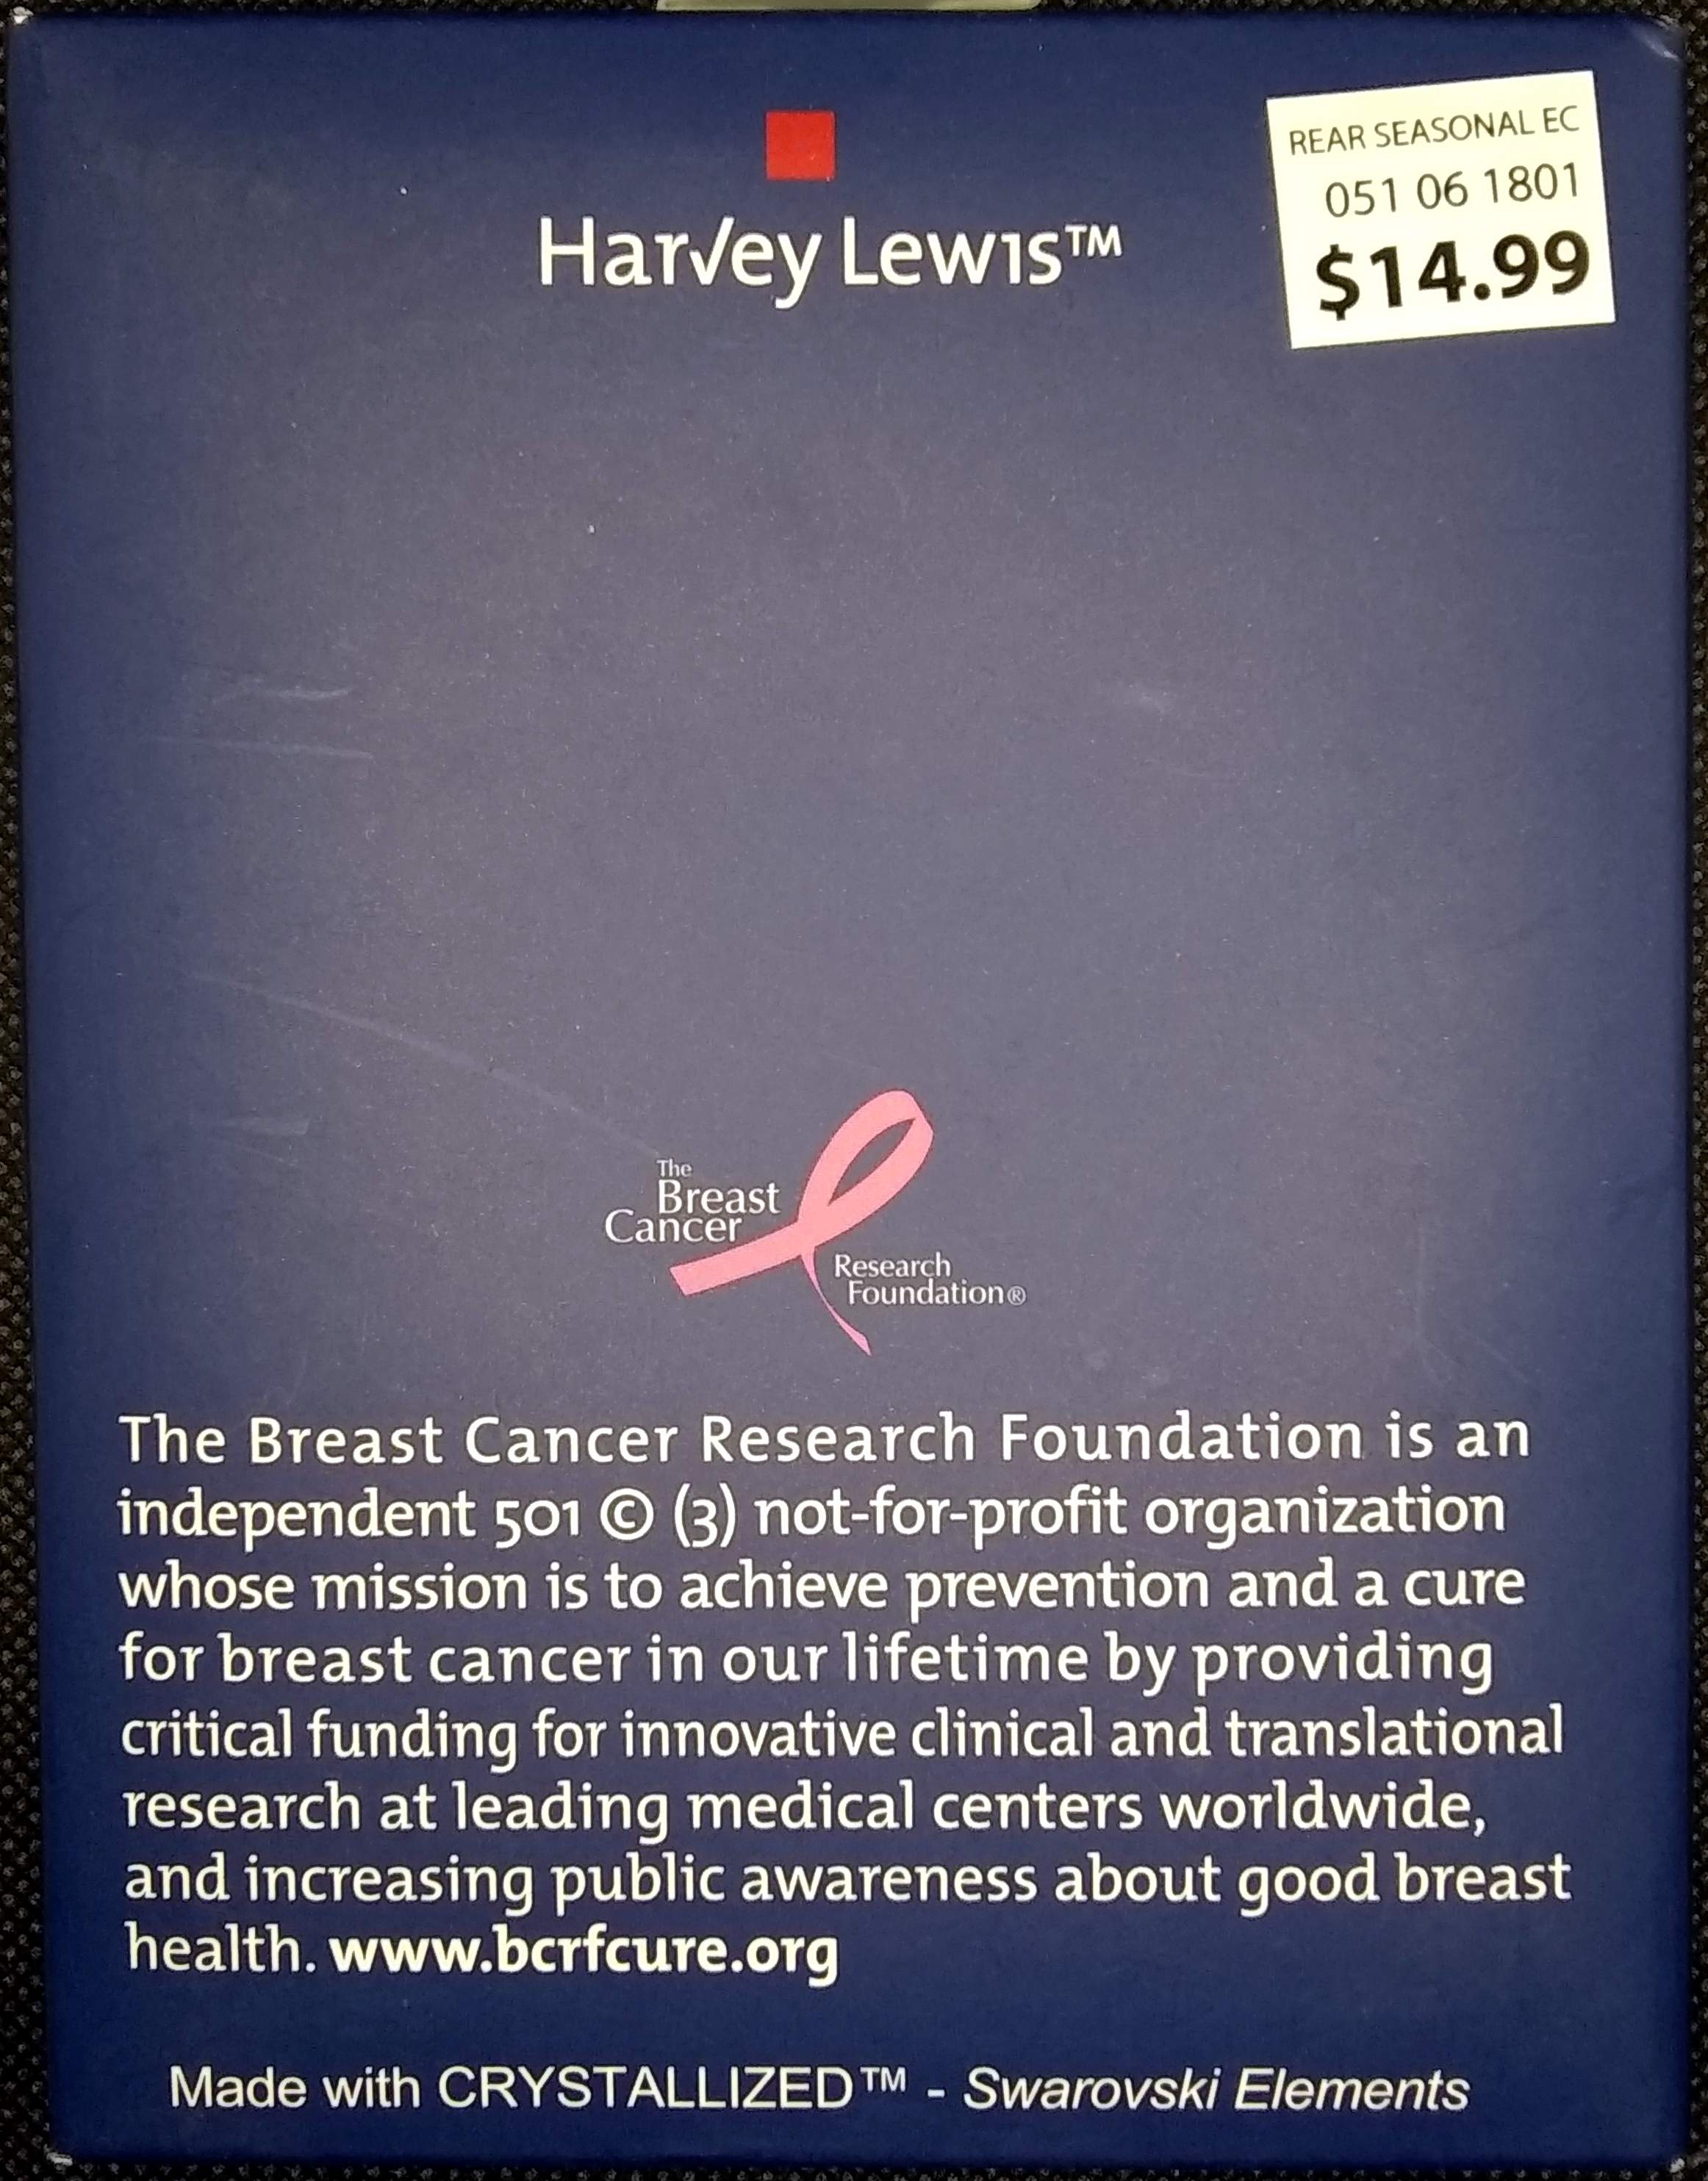 REAR SEASONAL EC
051 06 1801
$14.99
Harvey Lewis™
The
Breast
Cancer
Research
Foundation®
The Breast Cancer Research Foundation is an
independent 501 © (3) not-for-profit organization
whose mission is to achieve prevention and a cure
for breast cancer in our lifetime by providing
critical funding for innovative clinical and translational
research at leading medical centers worldwide,
and increasing public awareness about good breast
health. www.bcrfcure.org
Made with CRYSTALLIZED™ - Swarovski Elements